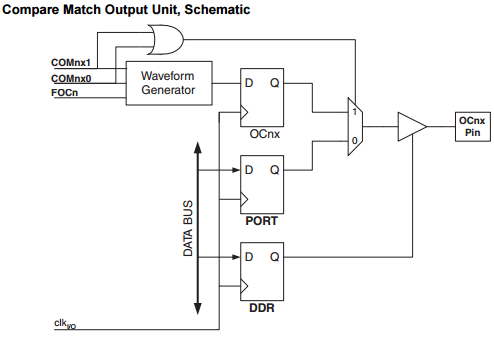 Compare Match Output Unit, Schematic
COMnx1
COMnx0
FOCn
Waveform
Generator
D Q
OCnx
1
0
OCnx
Pin
D Q
PORT
DATA BUS
D Q
DDR
clkI/O